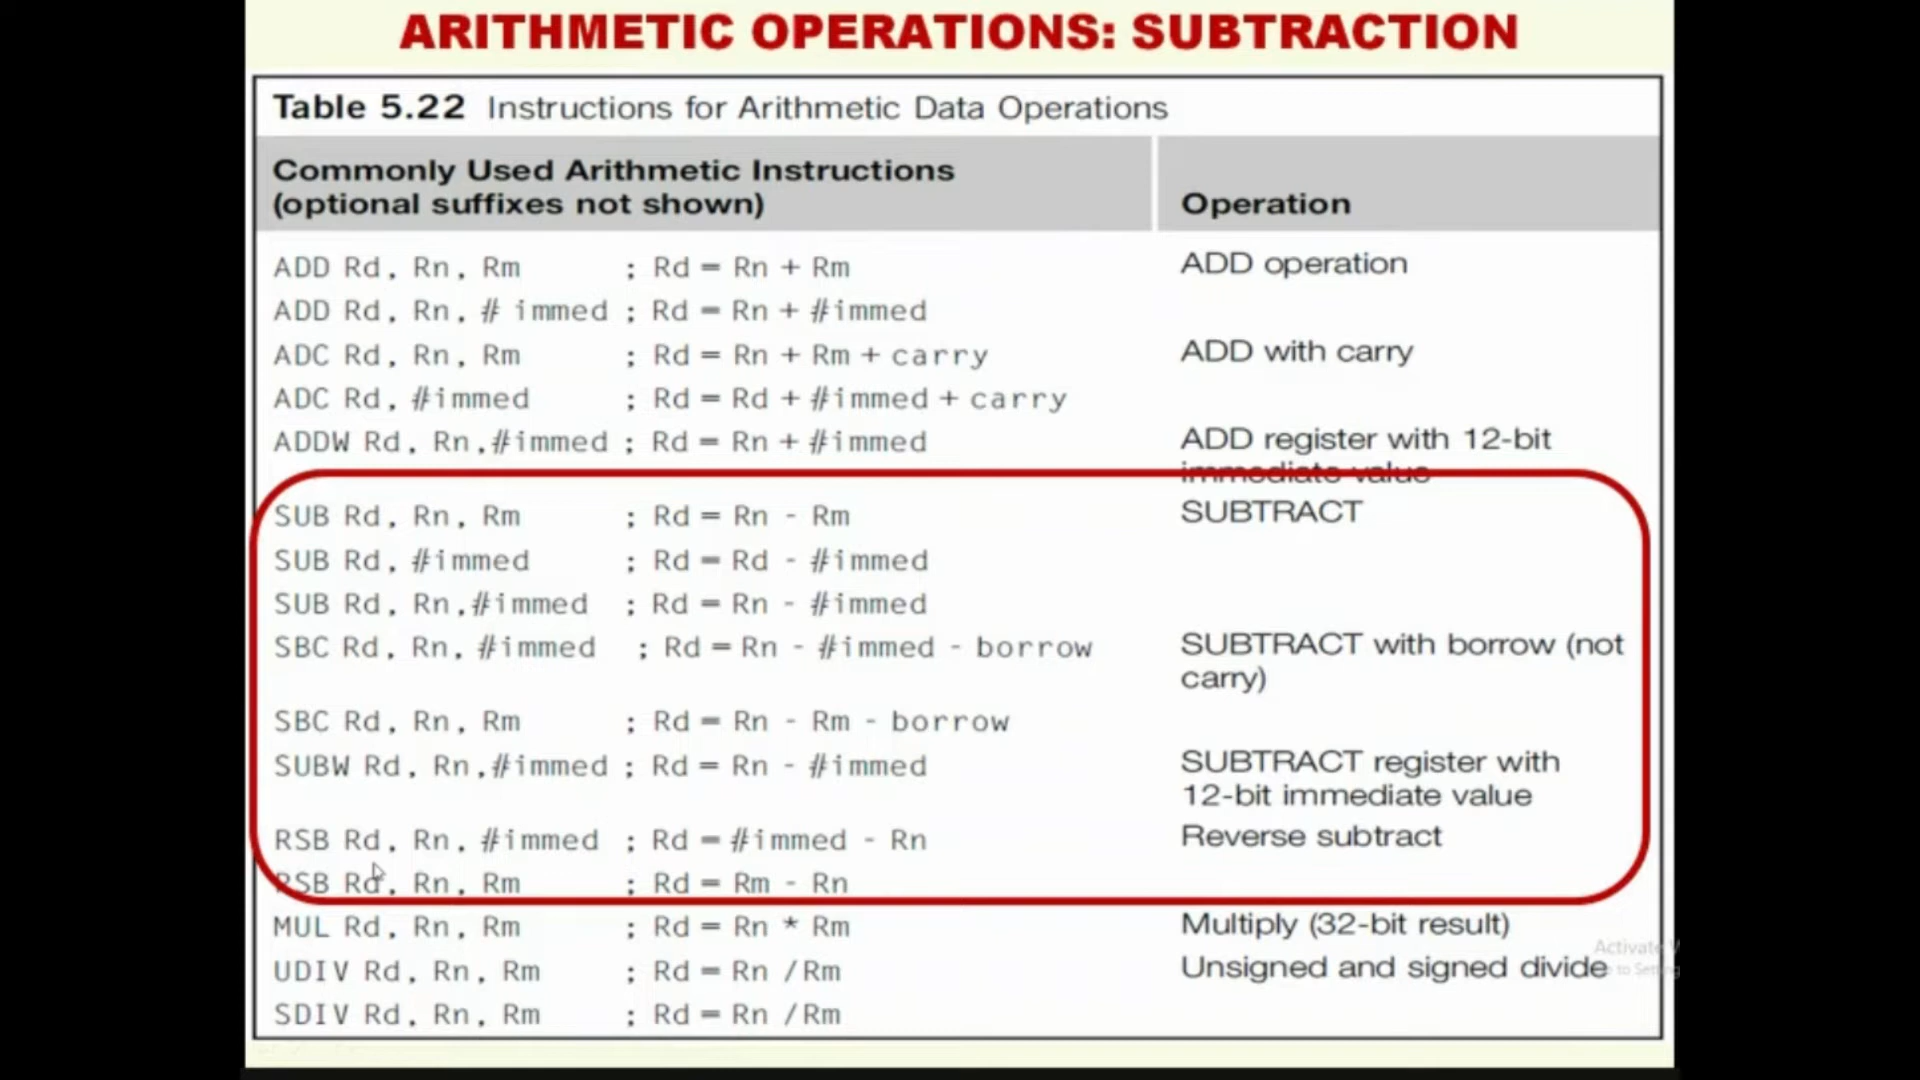 ARITHMETIC OPERATIONS: SUBTRACTION
Table 5.22 Instructions for Arithmetic Data Operations
Commonly Used Arithmetic Instructions
(optional suffixes not shown) Operation
ADD Rd, Rn, Rm ; Rd = Rn + Rm ADD operation
ADD Rd, Rn, # immed ; Rd = Rn + #immed
ADC Rd, Rn, Rm ; Rd = Rn + Rm + carry ADD with carry
ADC Rd, #immed ; Rd = Rd + #immed + carry
ADDW Rd, Rn,#immed ; Rd = Rn + #immed ADD register with 12-bit
immediate value
SUB Rd, Rn, Rm ; Rd = Rn - Rm SUBTRACT
SUB Rd, #immed ; Rd = Rd - #immed
SUB Rd, Rn,#immed ; Rd = Rn - #immed
SBC Rd, Rn, #immed ; Rd = Rn - #immed - borrow SUBTRACT with borrow (not
carry)
SBC Rd, Rn, Rm ; Rd = Rn - Rm - borrow
SUBW Rd, Rn,#immed ; Rd = Rn - #immed SUBTRACT register with
12-bit immediate value
RSB Rd, Rn, #immed ; Rd = #immed - Rn Reverse subtract
RSB Rd, Rn, Rm ; Rd = Rm - Rn
MUL Rd, Rn, Rm ; Rd = Rn * Rm Multiply (32-bit result)
Activate
UDIV Rd, Rn, Rm ; Rd = Rn /Rm Unsigned and signed divide
to
SDIV Rd, Rn, Rm ; Rd = Rn /Rm